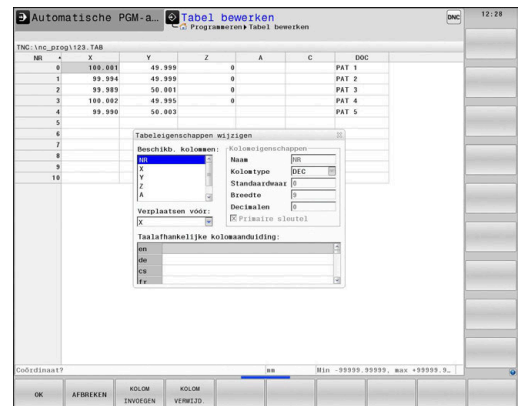 Automatische PGM-a… Tabel bewerken DNC 12:28
Programmeren Tabel bewerken
TNC:\nc_prog\123.TAB
NR X Y Z A C DOC
0 100.001 49.999 0 PAT 1
1 99.994 49.999 0 PAT 2
2 99.989 50.001 0 PAT 3
3 100.002 49.995 0 PAT 4
4 99.990 50.003 PAT 5
5
6
7
8
9
10
Tabeleigenschappen wijzigen
Beschikb. kolommen:
NR
X
Y
Z
A
Verplaatsen vóór:
X
Kolomeigenschappen
Naam NR
Kolomtype DEC
Standaardwaar 0
Breedte 9
Decimalen 0
Primaire sleutel
Taalafhankelijke kolomaanduiding:
en
de
cs
fr
Coördinaat? mm Min -99999.99999, max +99999.9…
OK AFBREKEN KOLOM INVOEGEN KOLOM VERWIJD.